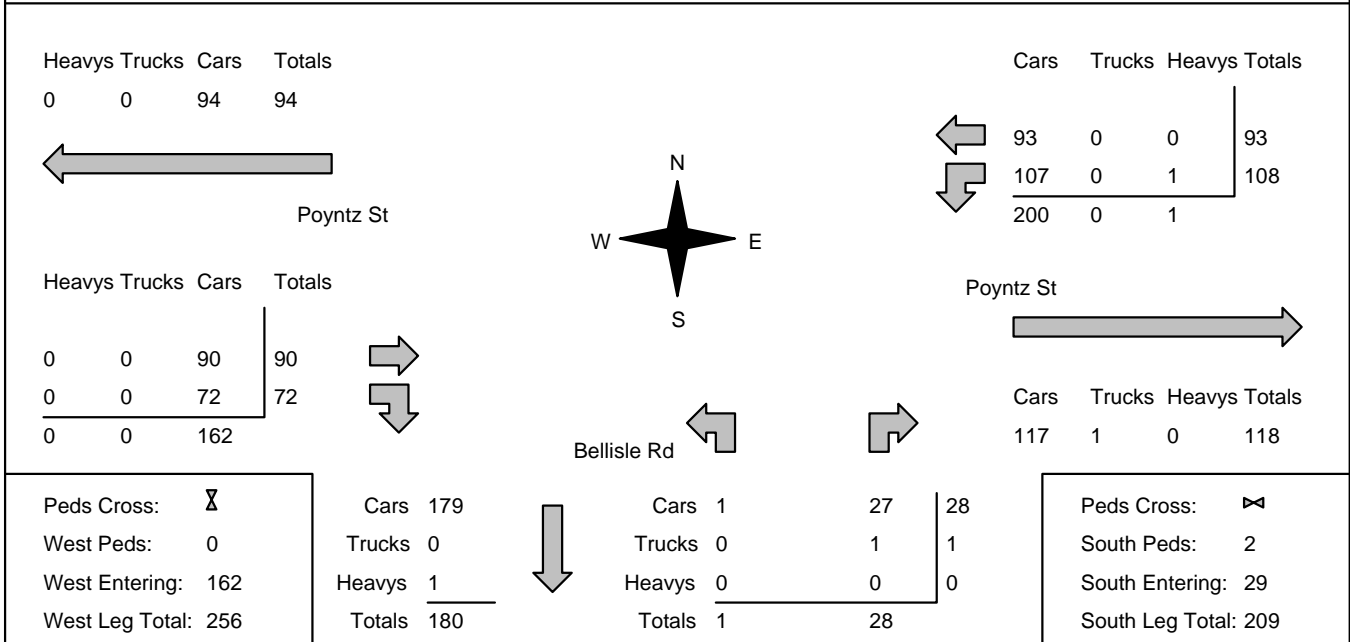 Heavys Trucks Cars Totals
0 0 94 94
Poyntz St
Heavys Trucks Cars Totals
0 0 90 90
0 0 72 72
0 0 162
N
W E
S
Cars Trucks Heavys Totals
93 0 0 93
107 0 1 108
200 0 1
Poyntz St
Cars Trucks Heavys Totals
117 1 0 118
Bellisle Rd
Peds Cross:
West Peds: 0
West Entering: 162
West Leg Total: 256
Cars 179
Trucks 0
Heavys 1
Totals 180
Cars 1 27 28
Trucks 0 1 1
Heavys 0 0 0
Totals 1 28
Peds Cross:
South Peds: 2
South Entering: 29
South Leg Total: 209